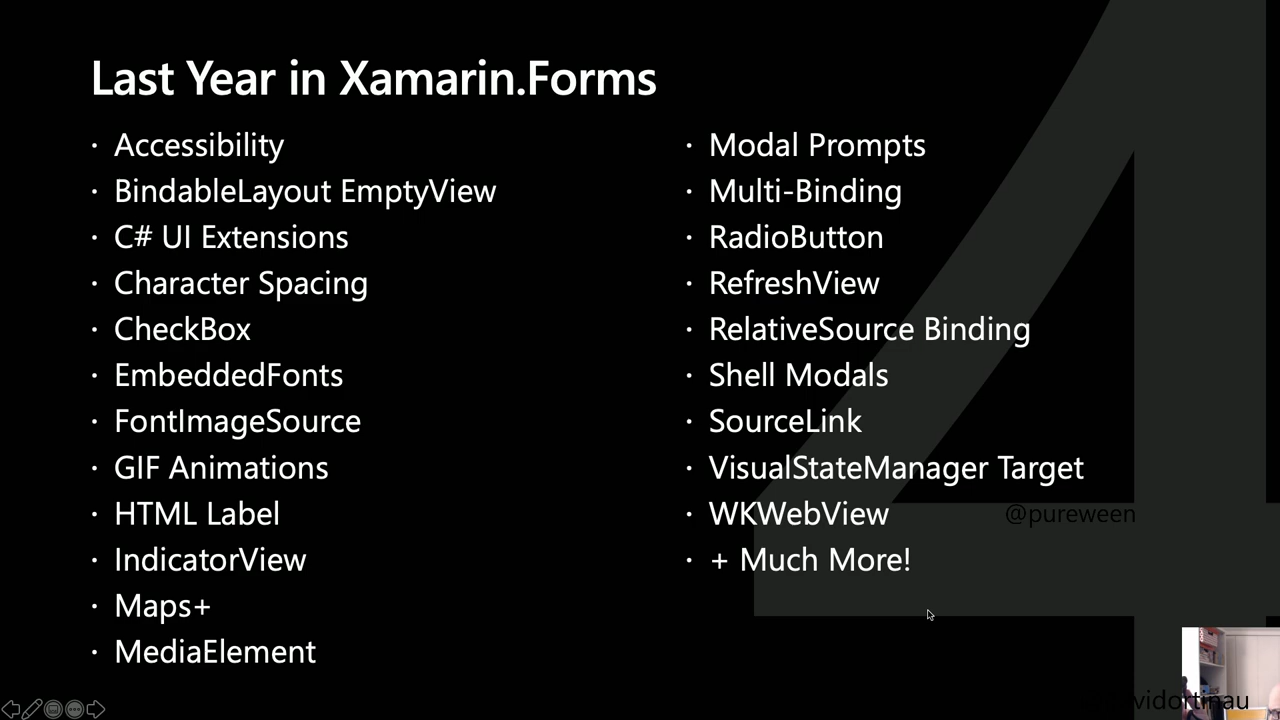 Last Year in Xamarin.Forms
· Accessibility
· BindableLayout EmptyView
· C# UI Extensions
· Character Spacing
· CheckBox
· EmbeddedFonts
· FontImageSource
· GIF Animations
· HTML Label
· IndicatorView
· Maps+
· MediaElement
· Modal Prompts
· Multi-Binding
· RadioButton
· RefreshView
· RelativeSource Binding
· Shell Modals
· SourceLink
· VisualStateManager Target
· WKWebView
· + Much More!
4
@pureween